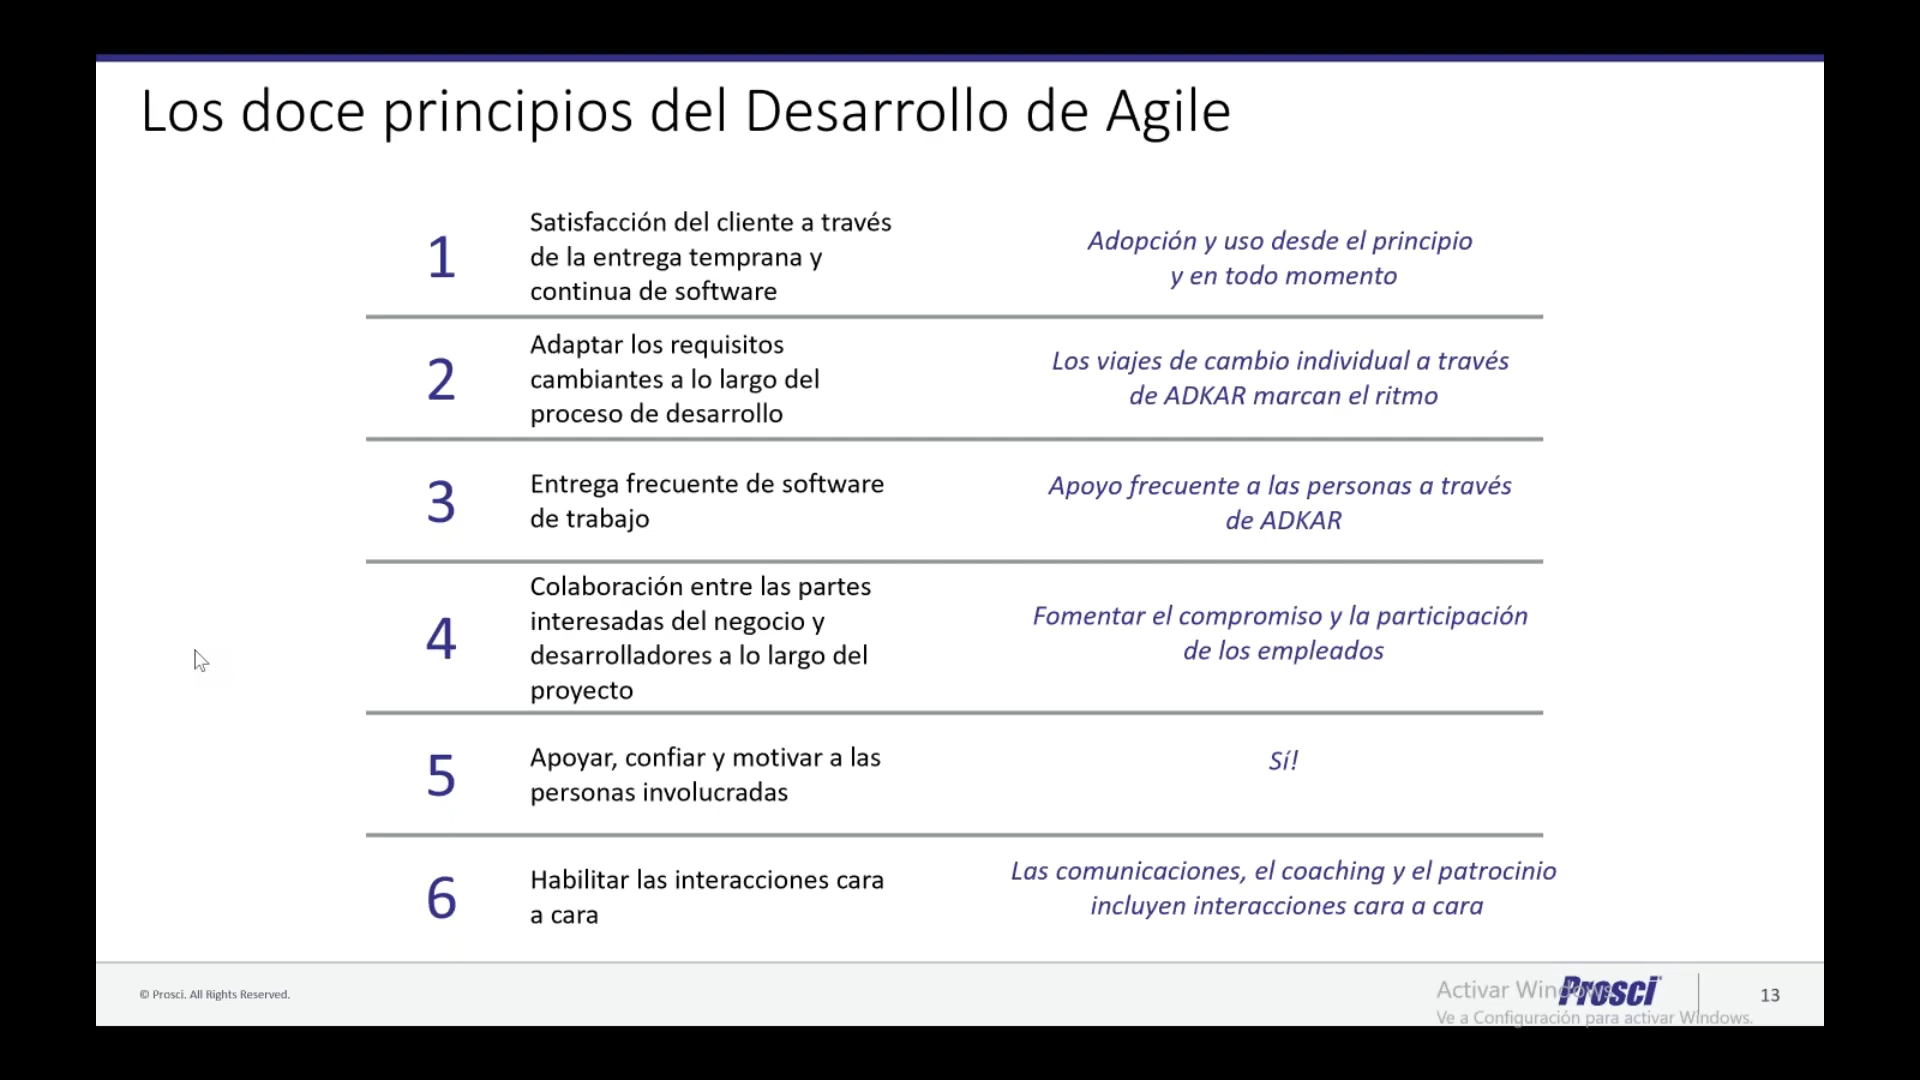 Los doce principios del Desarrollo de Agile
1
Satisfacción del cliente a través
de la entrega temprana y
continua de software
Adopción y uso desde el principio
y en todo momento
2
Adaptar los requisitos
cambiantes a lo largo del
proceso de desarrollo
Los viajes de cambio individual a través
de ADKAR marcan el ritmo
3
Entrega frecuente de software
de trabajo
Apoyo frecuente a las personas a través
de ADKAR
4
Colaboración entre las partes
interesadas del negocio y
desarrolladores a lo largo del
proyecto
Fomentar el compromiso y la participación
de los empleados
5
Apoyar, confiar y motivar a las
personas involucradas
Sí!
6
Habilitar las interacciones cara
a cara
Las comunicaciones, el coaching y el patrocinio
incluyen interacciones cara a cara
© Prosci. All Rights Reserved.
Activar Windows
Ve a Configuración para activar Windows.
Prosci
13